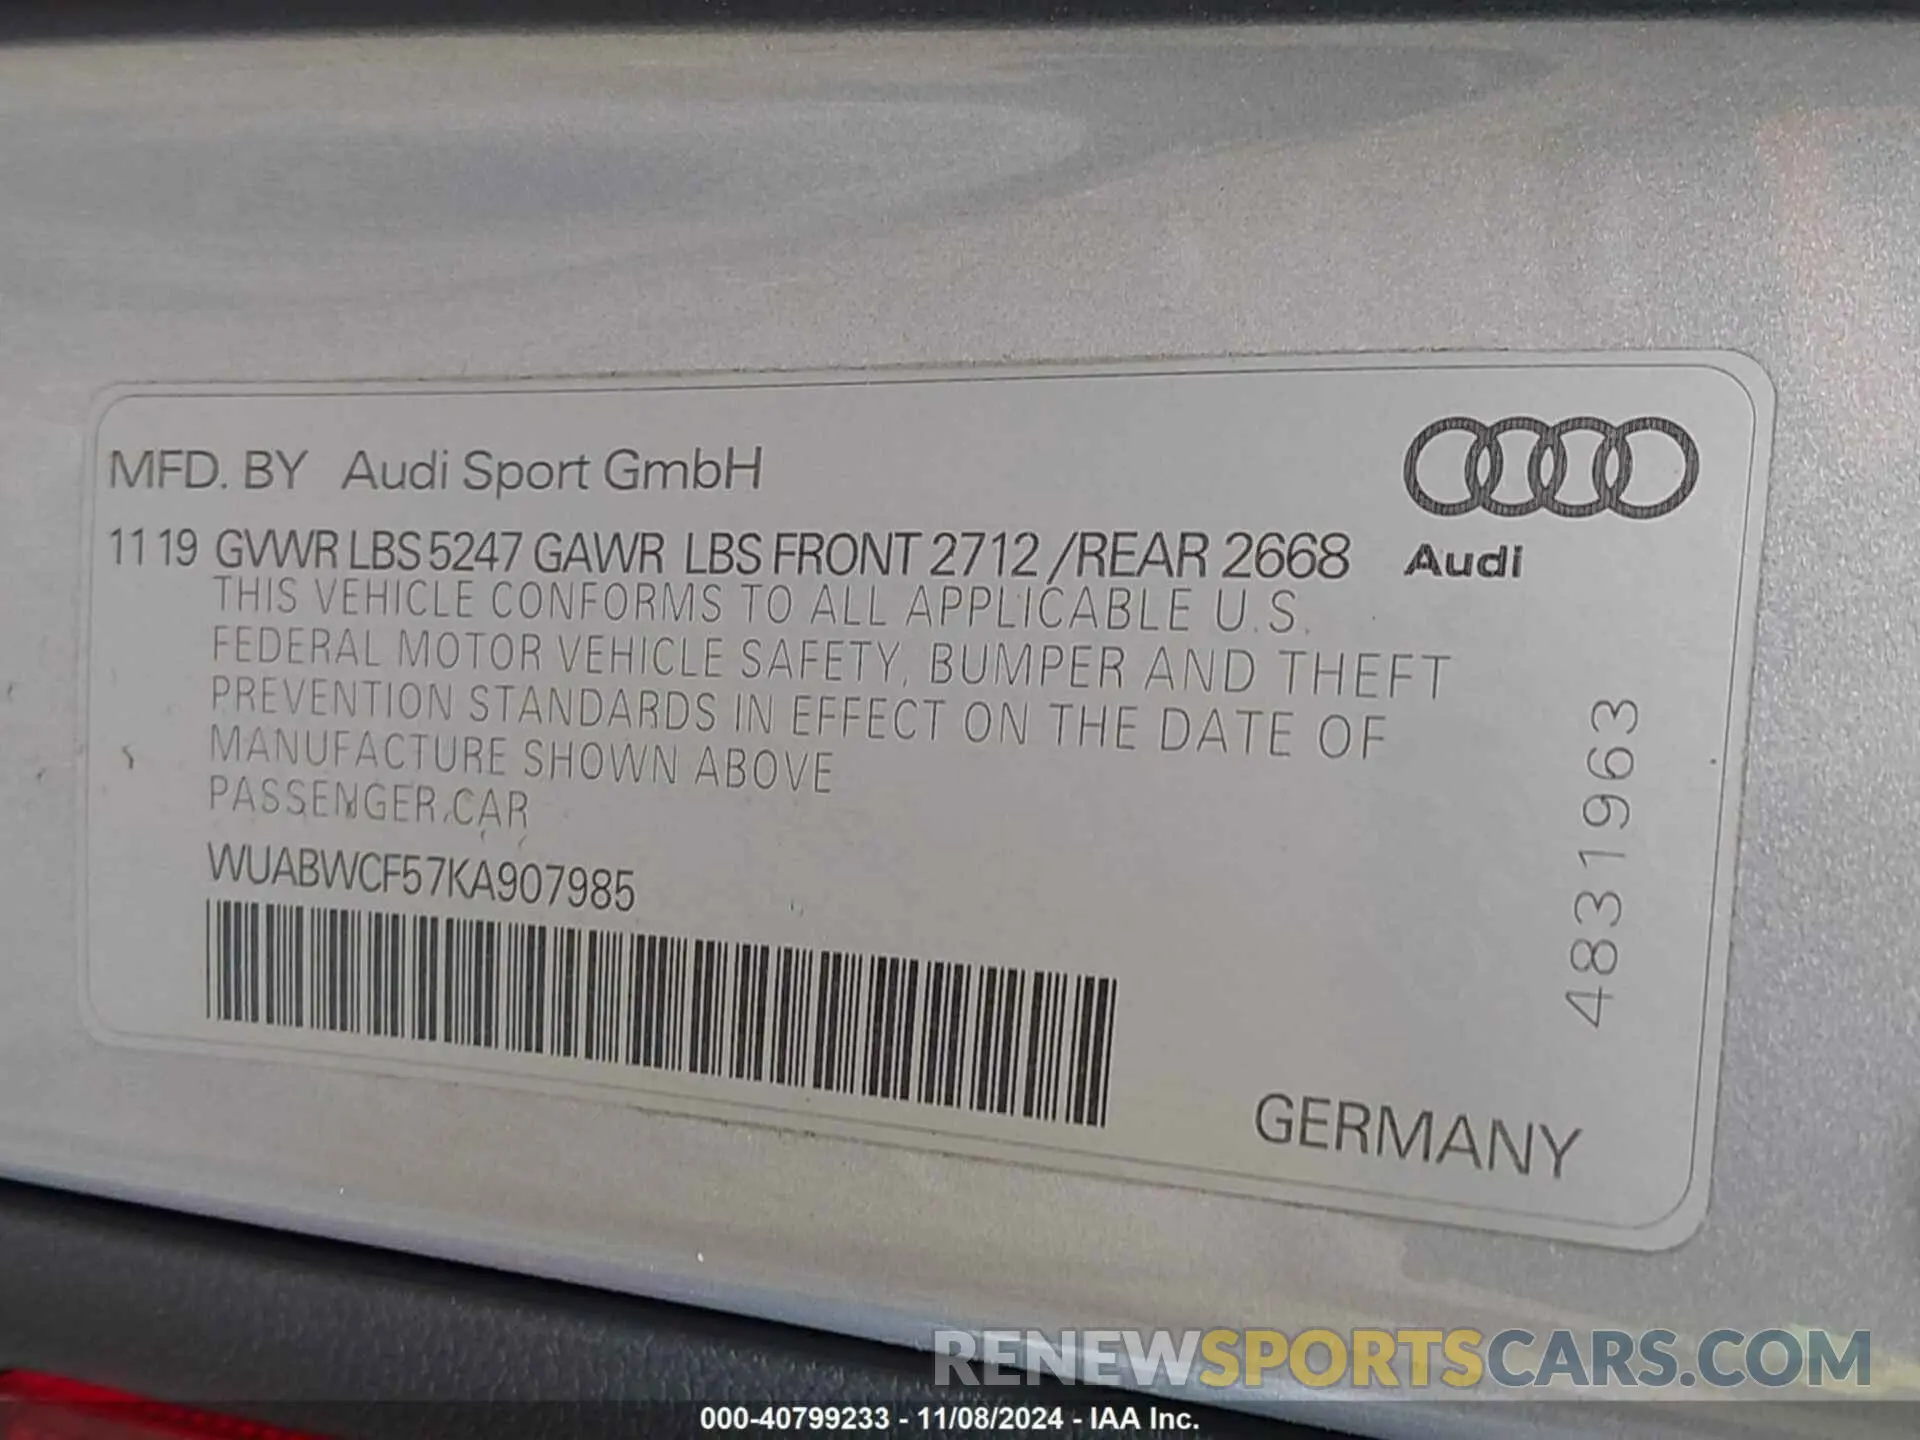 MFD. BY Audi Sport GmbH
11 19 GVWR LBS 5247 GAWR LBS FRONT 2712 /REAR 2668
Audi
THIS VEHICLE CONFORMS TO ALL APPLICABLE U.S.
FEDERAL MOTOR VEHICLE SAFETY, BUMPER AND THEFT
PREVENTION STANDARDS IN EFFECT ON THE DATE OF
MANUFACTURE SHOWN ABOVE
PASSENGER CAR
WUABWCF57KA907985
4831963
GERMANY
RENEWSPORTSCARS.COM
000-40799233 - 11/08/2024 - IAA Inc.